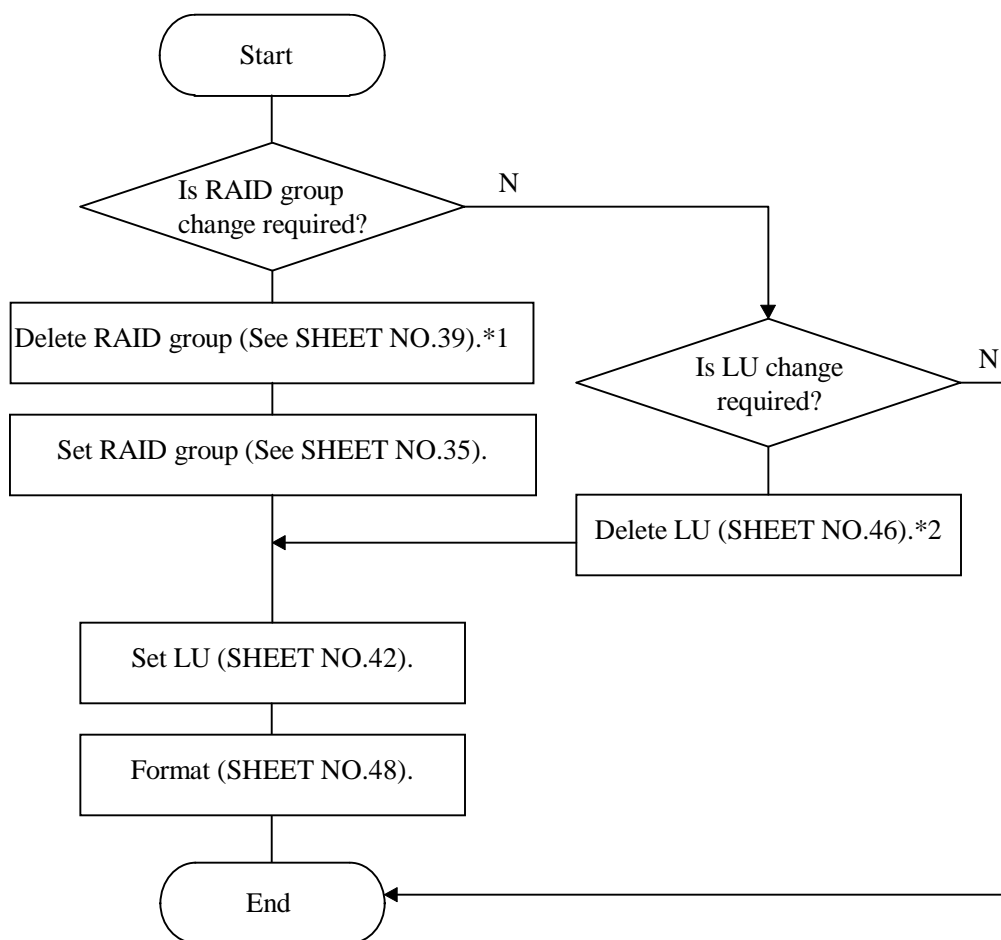 Start
Is RAID group
change required?
N
Delete RAID group (See SHEET NO.39).*1
Is LU change
required?
N
Set RAID group (See SHEET NO.35).
Delete LU (SHEET NO.46).*2
Set LU (SHEET NO.42).
Format (SHEET NO.48).
End